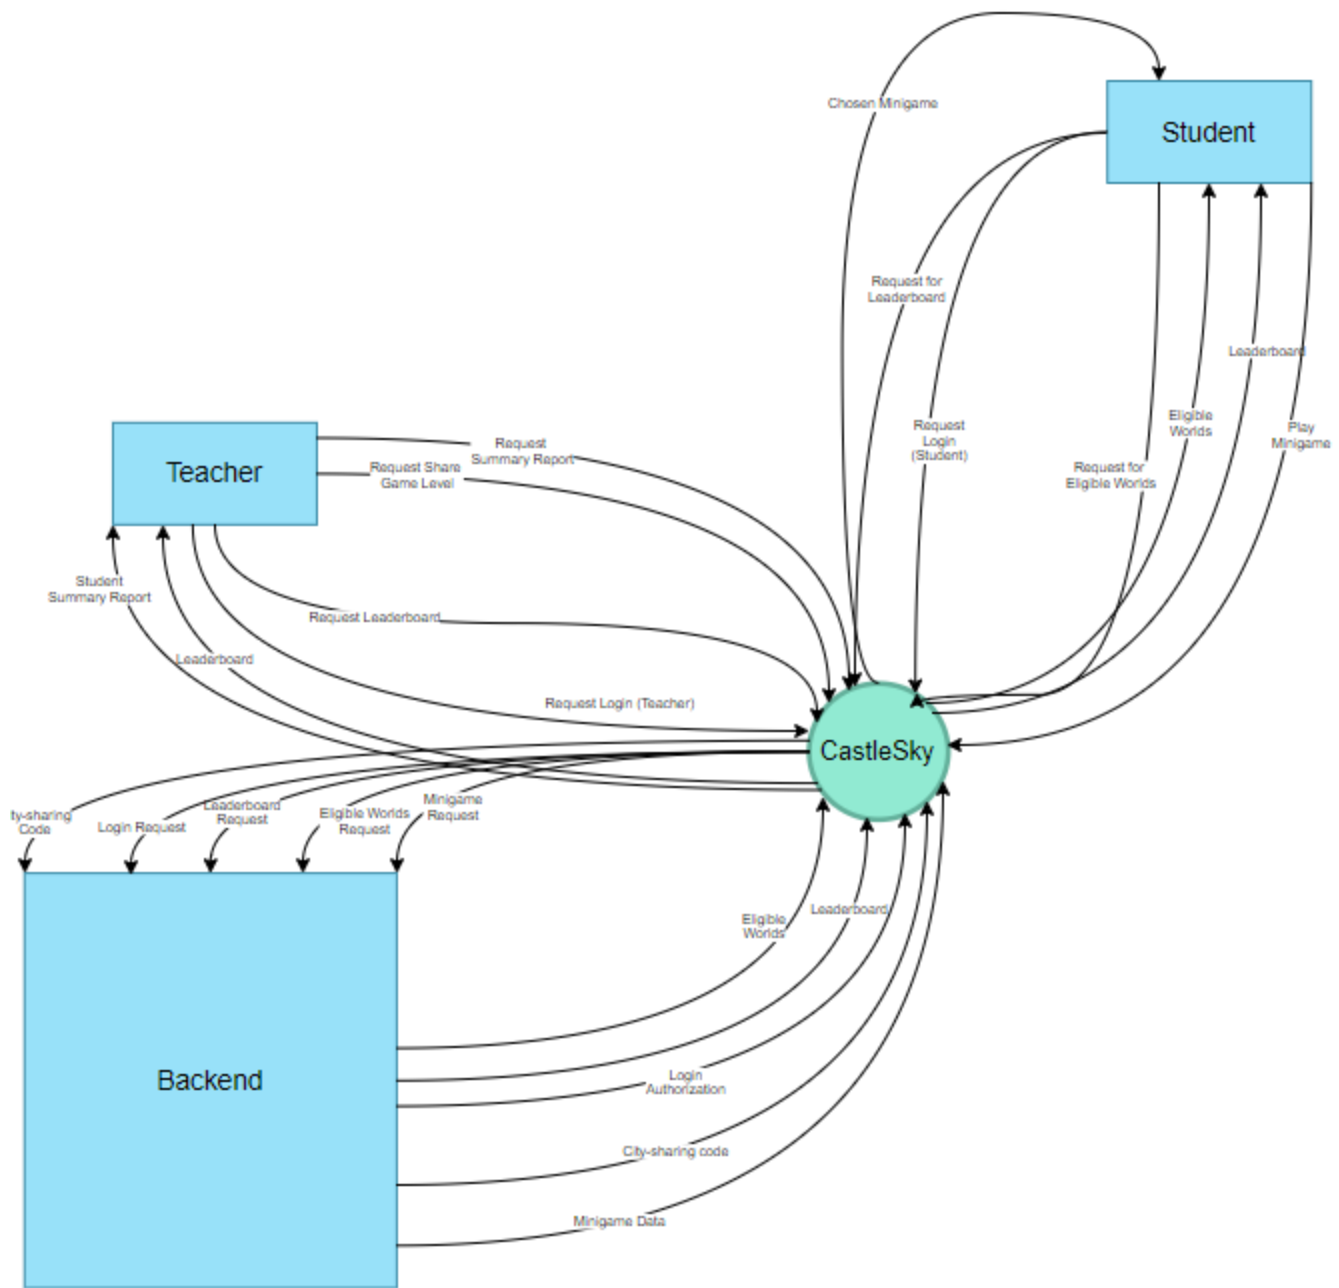 Chosen Minigame
Student
Request for
Leaderboard
Leaderboard
Request
Login
(Student)
Eligible
Worlds
Play
Minigame
Request for
Eligible Worlds
Request
Summary Report
Request Share
Game Level
Teacher
Student
Summary Report
Request Leaderboard
Leaderboard
Request Login (Teacher)
CastleSky
ty-sharing
Code
Login Request
Leaderboard
Request
Eligible Worlds
Request
Minigame
Request
Eligible
Worlds
Leaderboard
Backend
Login
Authorization
City-sharing code
Minigame Data